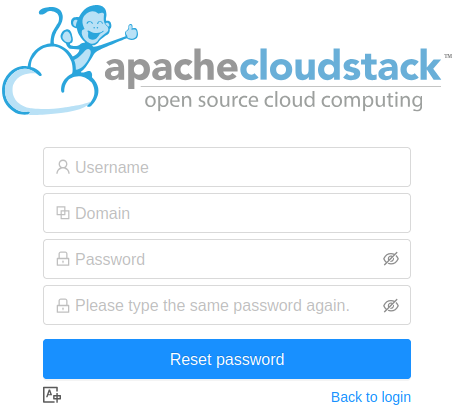 apachecloudstack™
open source cloud computing
Username
Domain
Password
Please type the same password again.
Reset password
Back to login